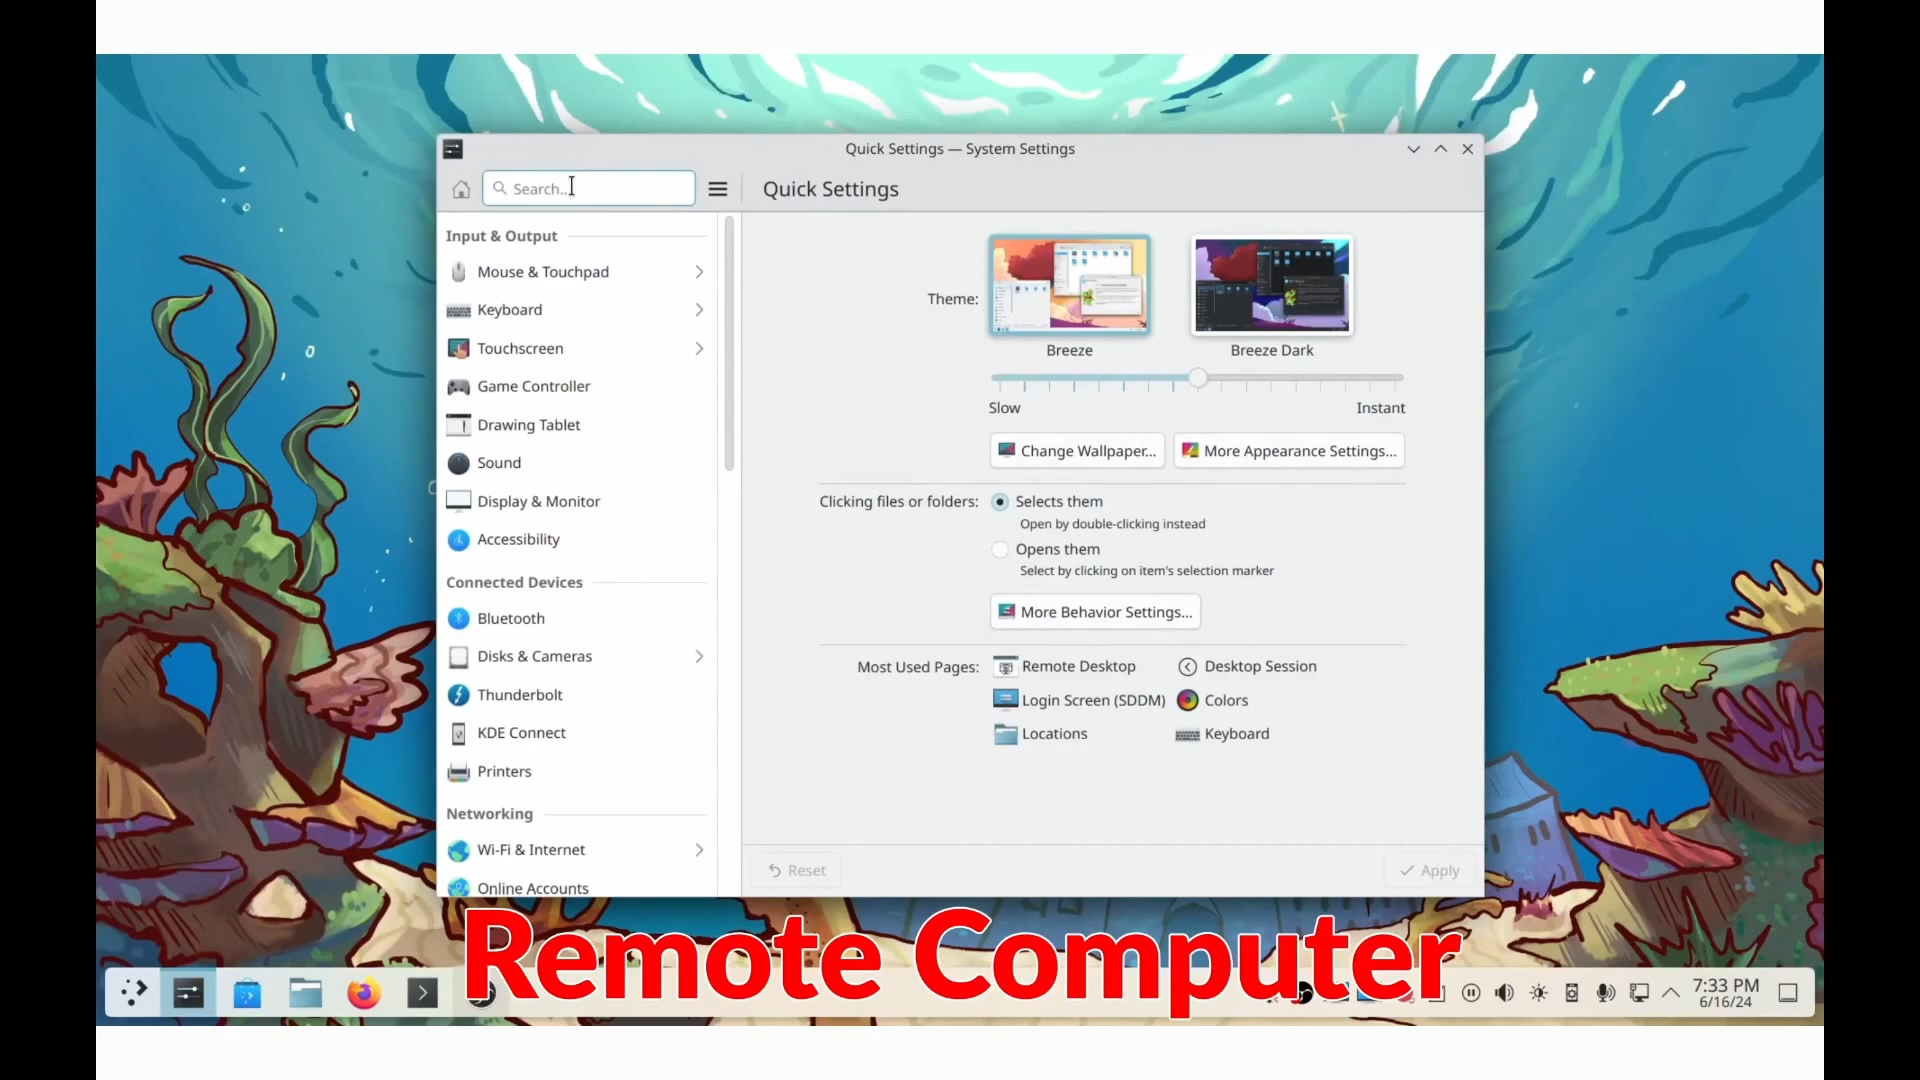 Quick Settings — System Settings
Search...
Quick Settings
Input & Output
Mouse & Touchpad
Keyboard
Touchscreen
Game Controller
Drawing Tablet
Sound
Display & Monitor
Accessibility
Connected Devices
Bluetooth
Disks & Cameras
Thunderbolt
KDE Connect
Printers
Networking
Wi-Fi & Internet
Online Accounts
Theme:
Breeze
Breeze Dark
Slow
Instant
Change Wallpaper...
More Appearance Settings...
Clicking files or folders:
Selects them
Open by double-clicking instead
Opens them
Select by clicking on item's selection marker
More Behavior Settings...
Most Used Pages:
Remote Desktop
Desktop Session
Login Screen (SDDM)
Colors
Locations
Keyboard
Reset
Apply
Remote Computer
7:33 PM
6/16/24